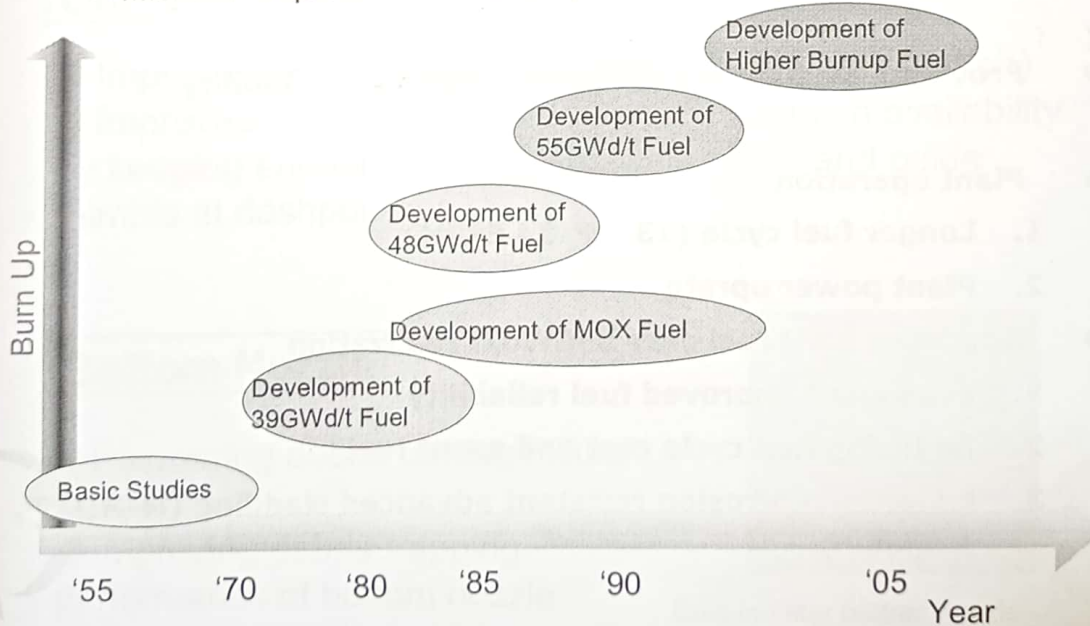 Development of
Higher Burnup Fuel
Development of
55GWd/t Fuel
Development of
48GWd/t Fuel
Development of MOX Fuel
Development of
39GWd/t Fuel
Basic Studies
Burn Up
‘55
‘70
‘80
‘85
‘90
‘05
Year